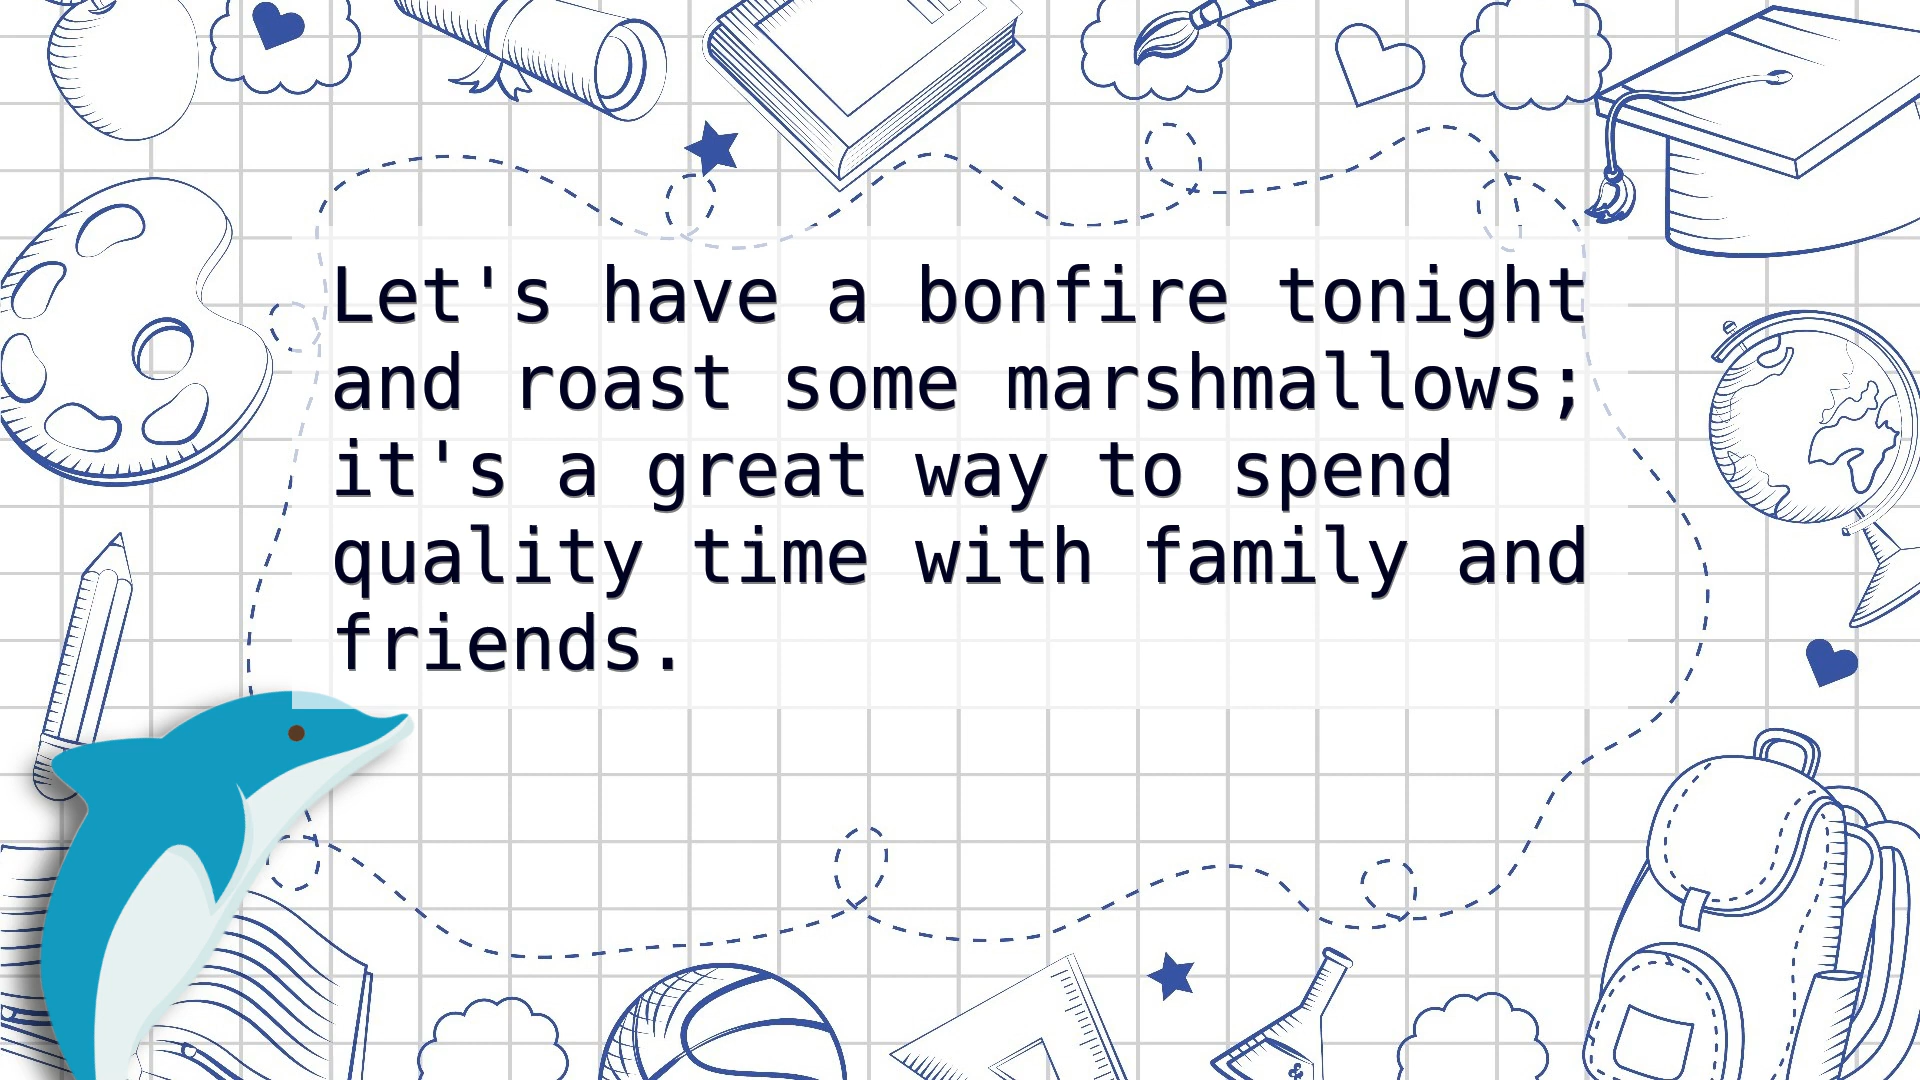 Let's have a bonfire tonight
and roast some marshmallows;
it's a great way to spend
quality time with family and
friends.